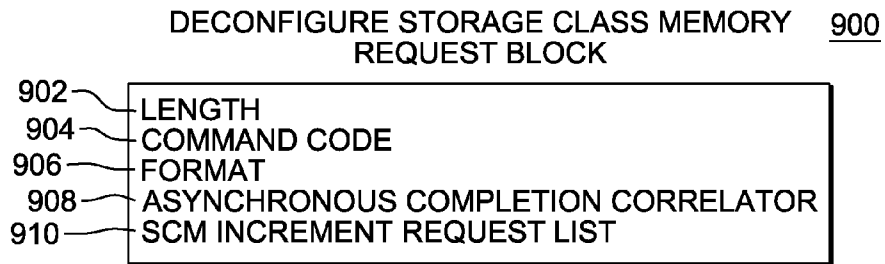 DECONFIGURE STORAGE CLASS MEMORY 900
REQUEST BLOCK
902 LENGTH
904 COMMAND CODE
906 FORMAT
908 ASYNCHRONOUS COMPLETION CORRELATOR
910 SCM INCREMENT REQUEST LIST